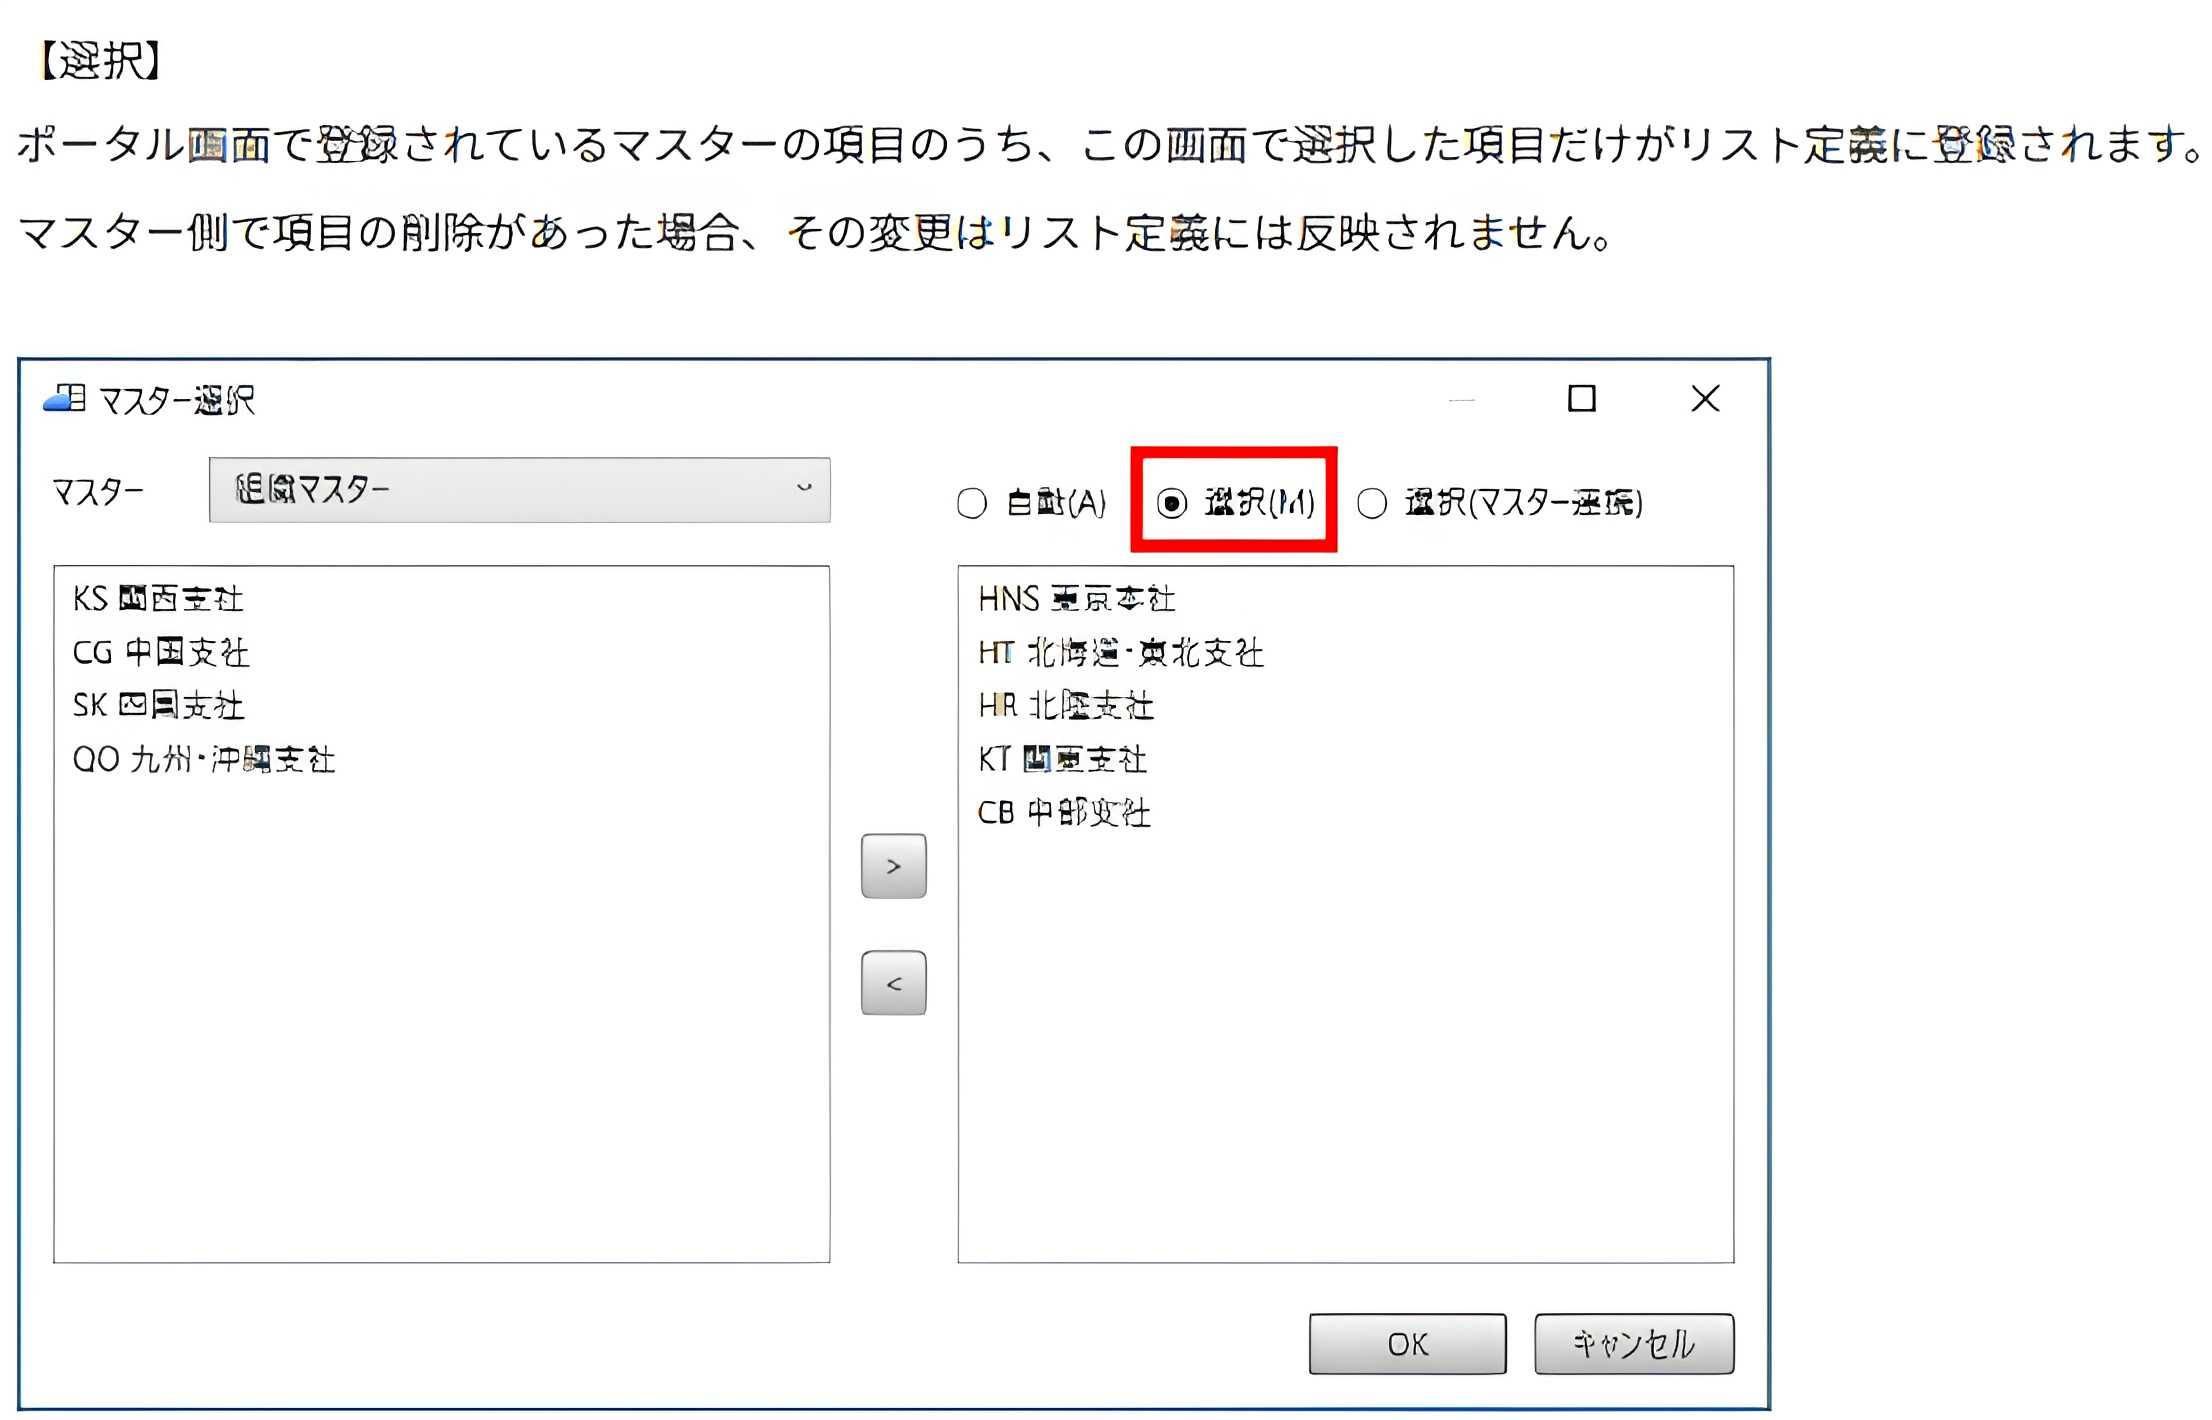 【選択】
ポータル画面で登録されているマスターの項目のうち、この画面で選択した項目だけがリスト定義に登録されます。
マスター側で項目の削除があった場合、その変更はリスト定義には反映されません。
マスター選択
マスター 組織マスター 自動(A) 選択(M) 選択(マスター連携)
KS 関西支社
CG 中国支社
SK 四国支社
QO 九州・沖縄支社
>
<
HNS 東京本社
HT 北海道・東北支社
HR 北陸支社
KT 関東支社
CB 中部支社
OK キャンセル